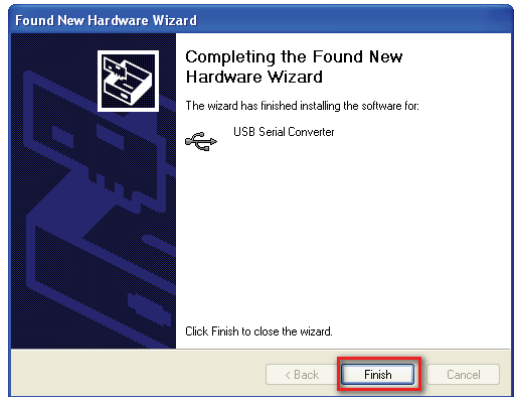 Found New Hardware Wizard
Completing the Found New
Hardware Wizard
The wizard has finished installing the software for:
USB Serial Converter
Click Finish to close the wizard.
< Back
Finish
Cancel